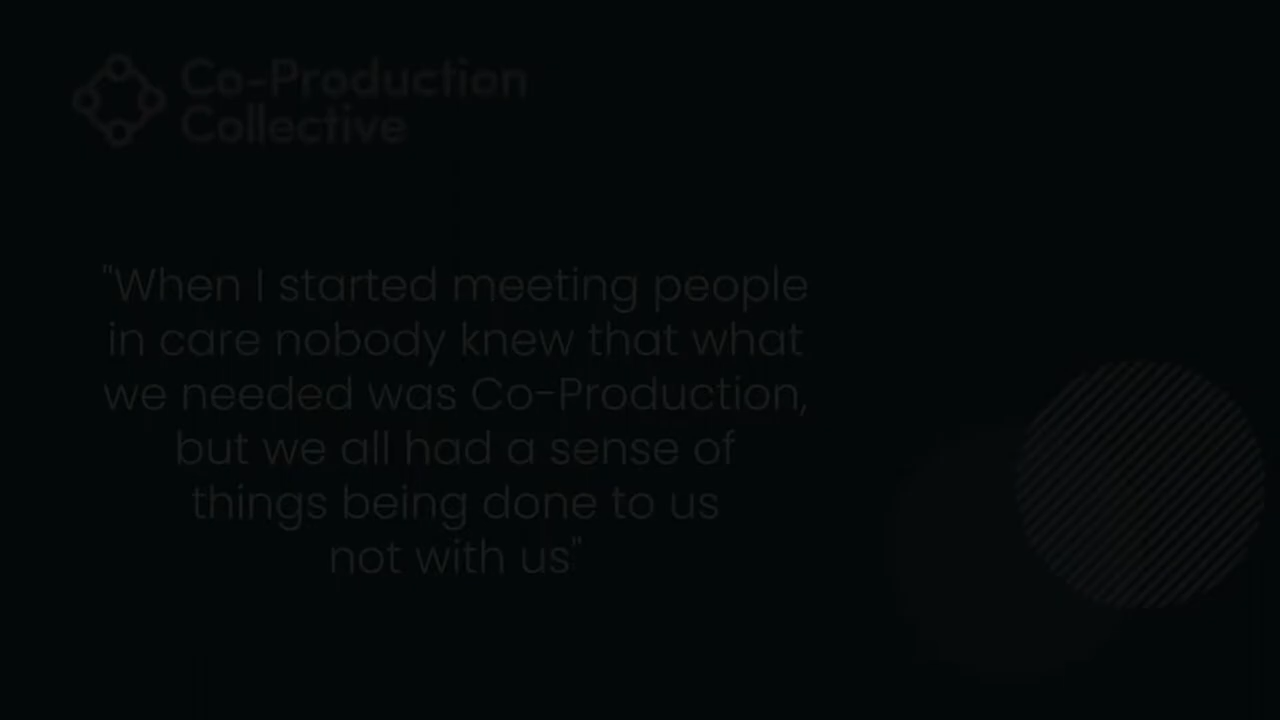 Co-Production
Collective
"When I started meeting people
in care nobody knew that what
we needed was Co-Production,
but we all had a sense of
things being done to us
not with us"